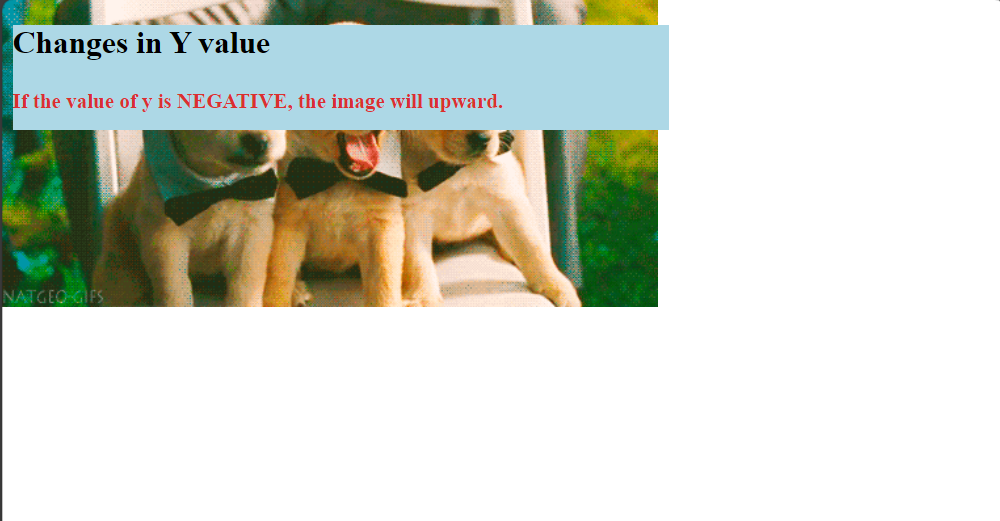 Changes in Y value
If the value of y is NEGATIVE, the image will upward.
NATGEO GIFS